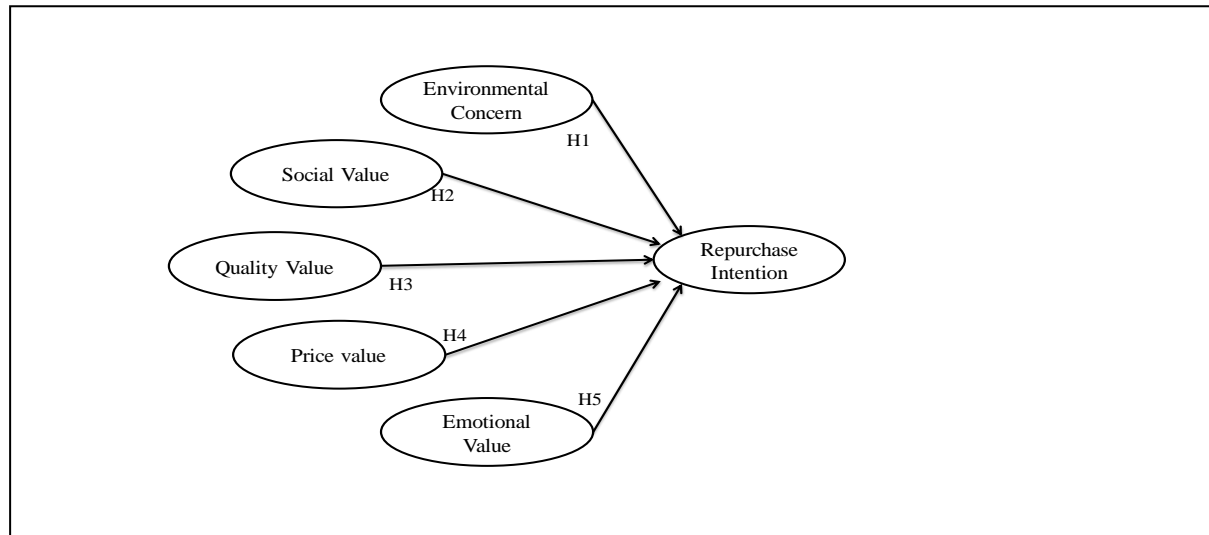 Environmental
Concern
H1
Social Value
H2
Repurchase
Intention
Quality Value
H3
H4
Price value
H5
Emotional
Value